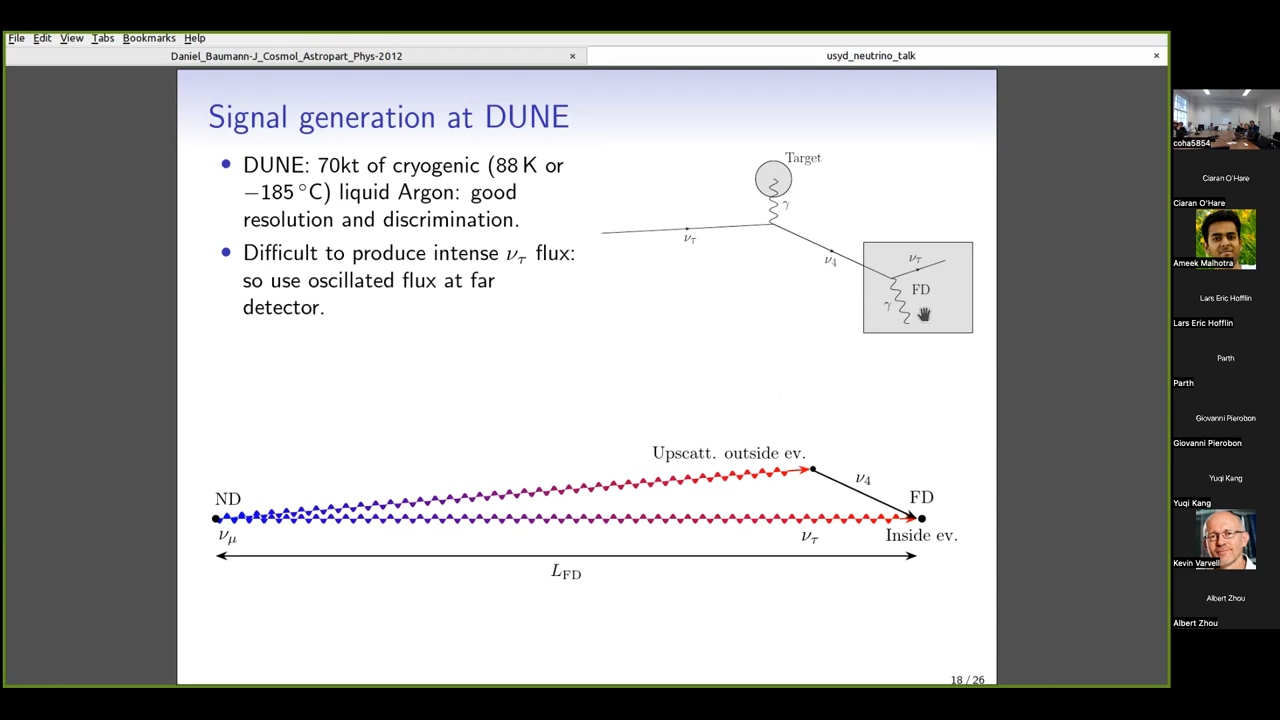 File Edit View Tabs Bookmarks Help
Daniel_Baumann-J_Cosmol_Astropart_Phys-2012 ×
usyd_neutrino_talk ×
Signal generation at DUNE
• DUNE: 70kt of cryogenic (88 K or
−185 °C) liquid Argon: good
resolution and discrimination.
• Difficult to produce intense ντ flux:
so use oscillated flux at far
detector.
Target
γ
ντ
ν4
ντ
FD
γ
Upscatt. outside ev.
ν4
ND
FD
νμ
ντ
Inside ev.
LFD
18 / 26
coha5854
Ciaran O'Hare
Ciaran O'Hare
Ameek Malhotra
Lars Eric Hofflin
Lars Eric Hofflin
Parth
Parth
Giovanni Pierobon
Giovanni Pierobon
Yuqi Kang
Yuqi Kang
Kevin Varvell
Albert Zhou
Albert Zhou